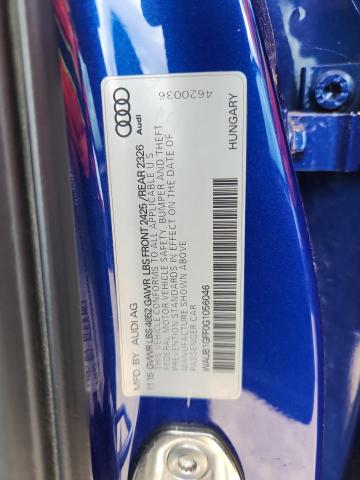 Audi
4620036
MFD BY AUDI AG
HUNGARY
11 15 GVWR LBS 4652 GAWR LBS FRONT 2425 /REAR 2326
THIS VEHICLE CONFORMS TO ALL APPLICABLE U S
FEDERAL MOTOR VEHICLE SAFETY, BUMPER AND THEFT
PREVENTION STANDARDS IN EFFECT ON THE DATE OF
MANUFACTURE SHOWN ABOVE
PASSENGER CAR
WAUB1GFF0G1056046